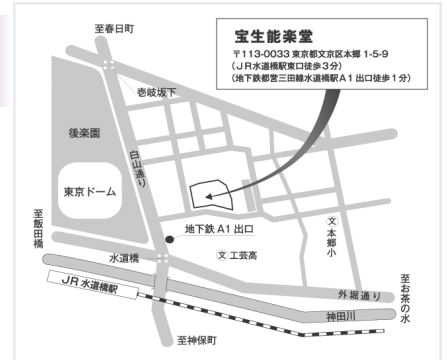 至春日町
宝生能楽堂
〒113-0033 東京都文京区本郷 1-5-9
(JR水道橋駅東口徒歩3分)
(地下鉄都営三田線水道橋駅A1 出口徒歩1分)
壱岐坂下
後楽園
白山通り
東京ドーム
至飯田橋
地下鉄 A1 出口
文 本郷小
水道橋
文 工芸高
JR 水道橋駅
外堀通り
至お茶の水
神田川
至神保町